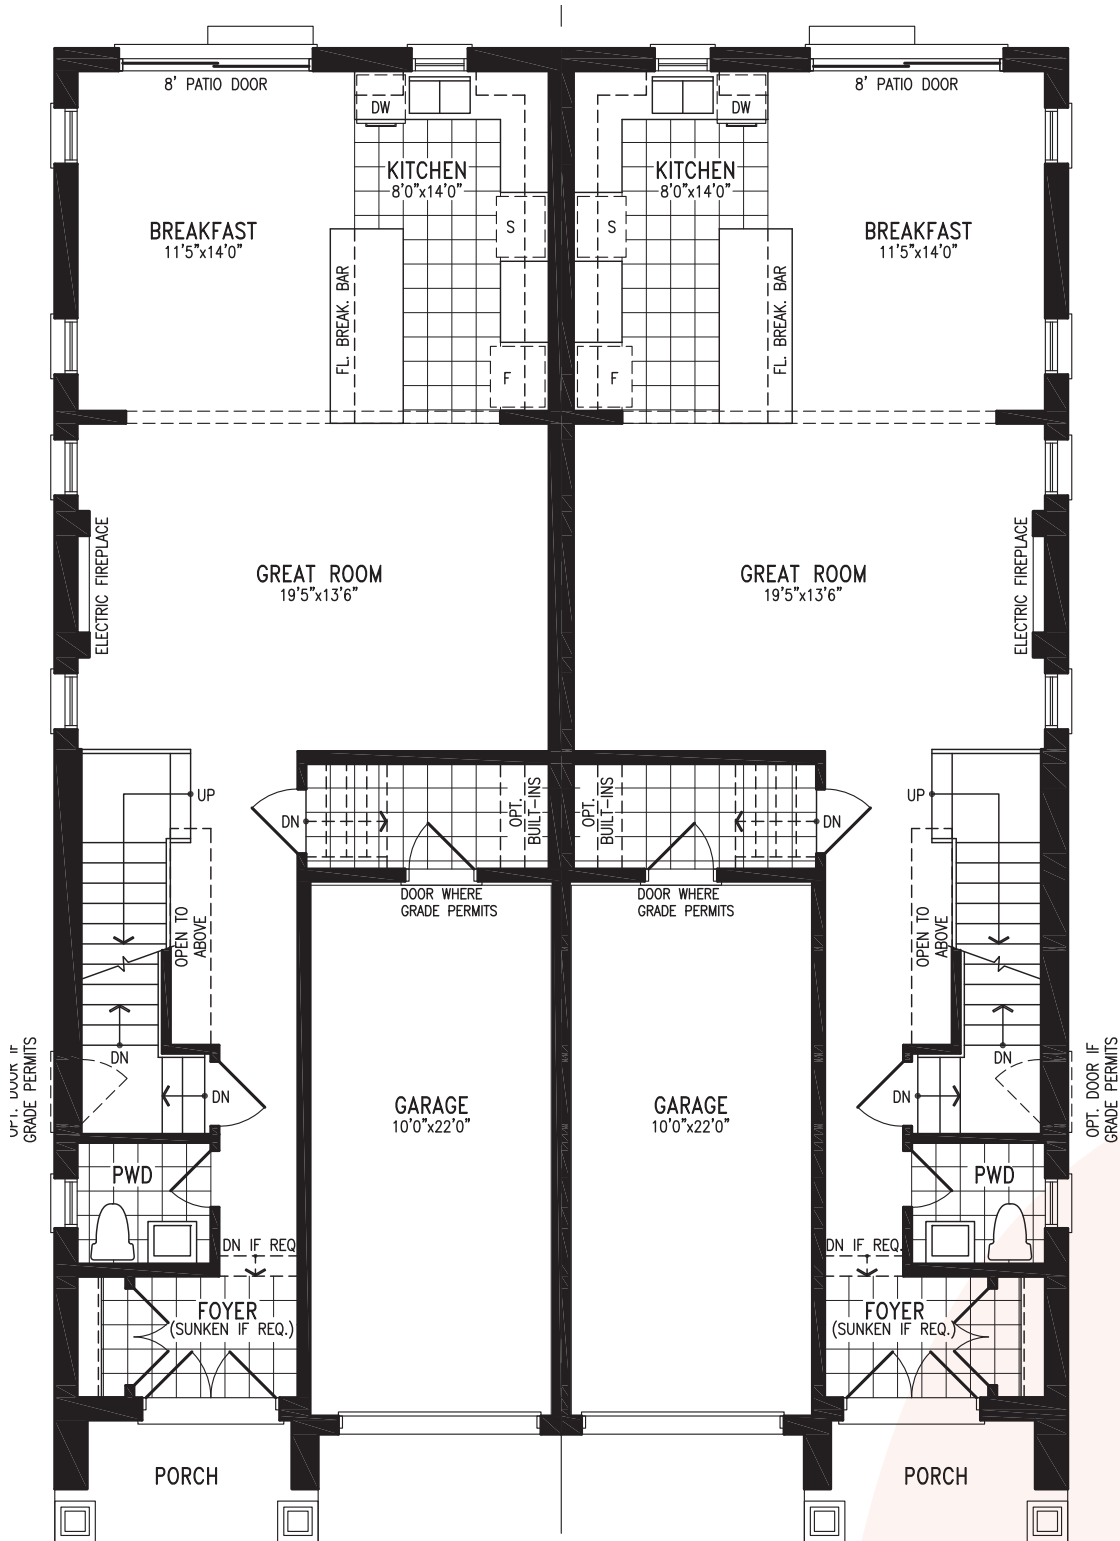 8' PATIO DOOR
8' PATIO DOOR
DW
DW
KITCHEN
8'0"x14'0"
KITCHEN
8'0"x14'0"
BREAKFAST
11'5"x14'0"
S
S
BREAKFAST
11'5"x14'0"
FL. BREAK. BAR
FL. BREAK. BAR
F
F
ELECTRIC FIREPLACE
GREAT ROOM
19'5"x13'6"
GREAT ROOM
19'5"x13'6"
ELECTRIC FIREPLACE
UP
DN
OPT.
BUILT-INS
OPT.
BUILT-INS
DN
UP
DOOR WHERE
GRADE PERMITS
DOOR WHERE
GRADE PERMITS
OPEN TO
ABOVE
OPEN TO
ABOVE
OPT. DOOR IF
GRADE PERMITS
DN
DN
DN
DN
OPT. DOOR IF
GRADE PERMITS
GARAGE
10'0"x22'0"
GARAGE
10'0"x22'0"
PWD
PWD
DN IF REQ.
DN IF REQ.
FOYER
(SUNKEN IF REQ.)
FOYER
(SUNKEN IF REQ.)
PORCH
PORCH